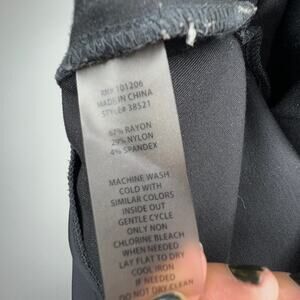 RN# 101206
MADE IN CHINA
STYLE# 38521
67% RAYON
29% NYLON
4% SPANDEX
MACHINE WASH
COLD WITH
SIMILAR COLORS
INSIDE OUT
GENTLE CYCLE
ONLY NON
CHLORINE BLEACH
WHEN NEEDED
LAY FLAT TO DRY
COOL IRON
IF NEEDED
DO NOT DRY CLEAN